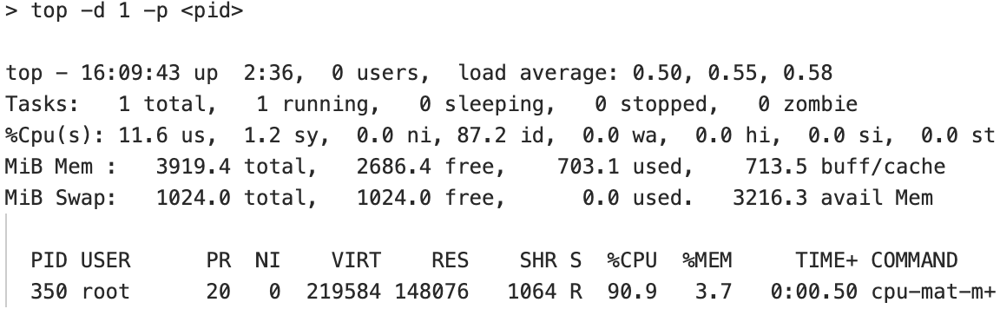 > top -d 1 -p <pid>
top - 16:09:43 up  2:36,  0 users,  load average: 0.50, 0.55, 0.58
Tasks:   1 total,   1 running,   0 sleeping,   0 stopped,   0 zombie
%Cpu(s): 11.6 us,  1.2 sy,  0.0 ni, 87.2 id,  0.0 wa,  0.0 hi,  0.0 si,  0.0 st
MiB Mem :   3919.4 total,   2686.4 free,    703.1 used,    713.5 buff/cache
MiB Swap:   1024.0 total,   1024.0 free,      0.0 used.   3216.3 avail Mem
PID USER      PR  NI    VIRT    RES    SHR S  %CPU  %MEM     TIME+ COMMAND
350 root      20   0  219584 148076   1064 R  90.9   3.7   0:00.50 cpu-mat-m+